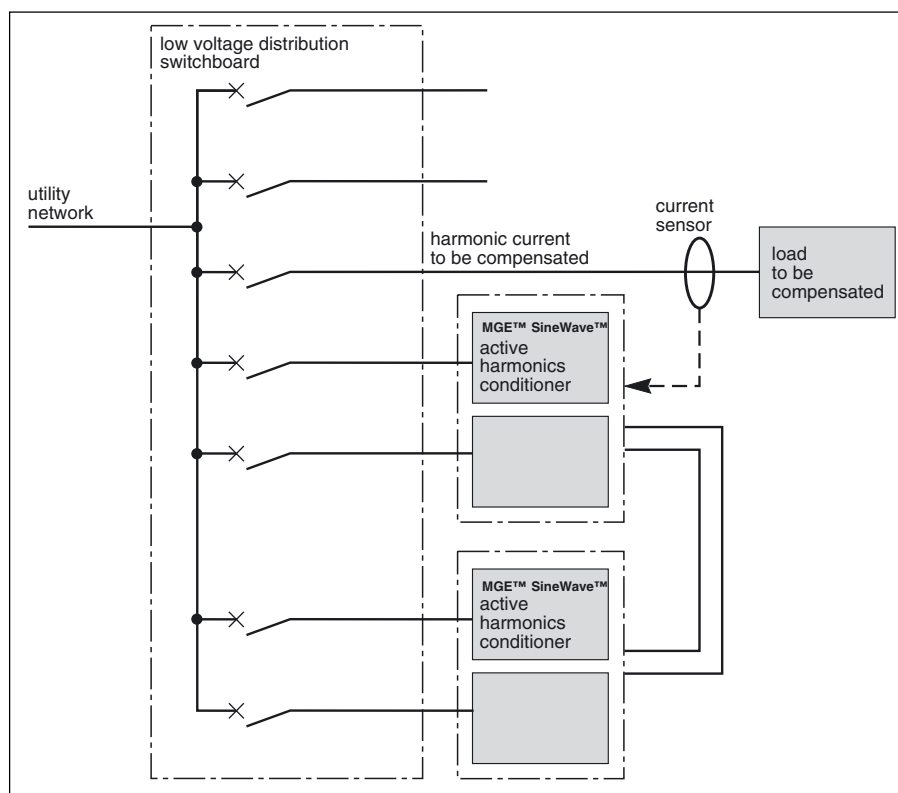 low voltage distribution
switchboard
utility
network
current
sensor
harmonic current
to be compensated
load
to be
compensated
MGE™ SineWave™
active
harmonics
conditioner
MGE™ SineWave™
active
harmonics
conditioner